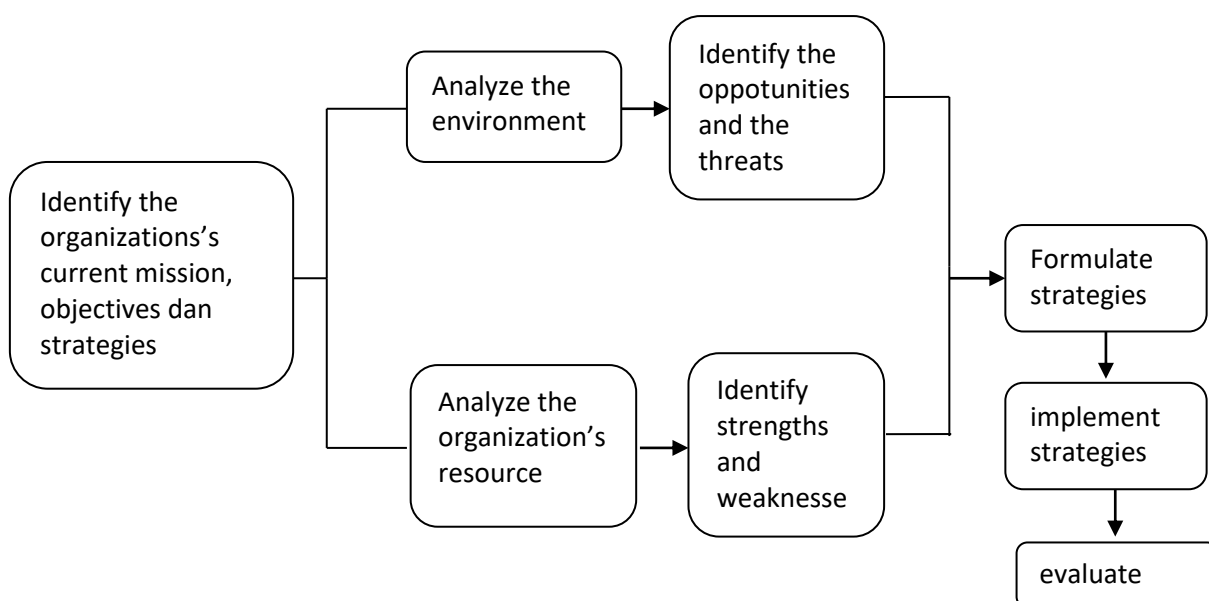 Identify the
organizations's
current mission,
objectives dan
strategies
Analyze the
environment
Identify the
oppotunities
and the
threats
Analyze the
organization's
resource
Identify
strengths
and
weaknesse
Formulate
strategies
implement
strategies
evaluate